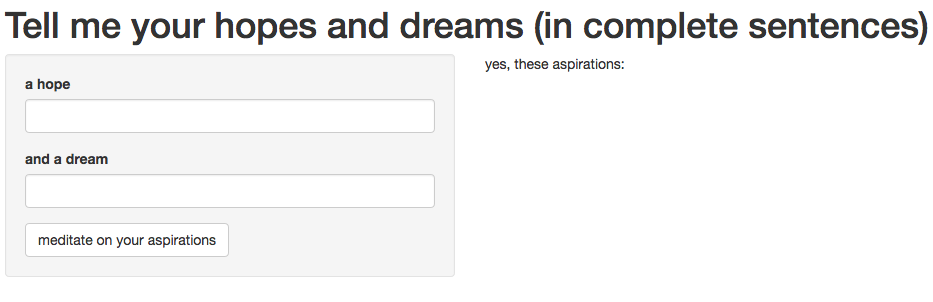 Tell me your hopes and dreams (in complete sentences)
a hope
and a dream
meditate on your aspirations
yes, these aspirations: